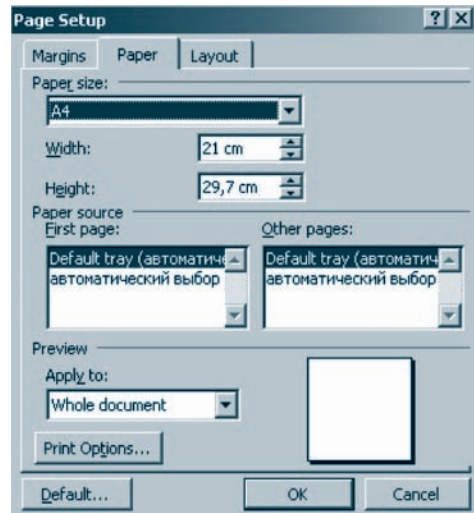 Page Setup
Margins Paper Layout
Paper size:
A4
Width: 21 cm
Height: 29,7 cm
Paper source
First page: Other pages:
Default tray (автоматиче Default tray (автоматич
автоматический выбор автоматический выбор
Preview
Apply to:
Whole document
Print Options...
Default... OK Cancel